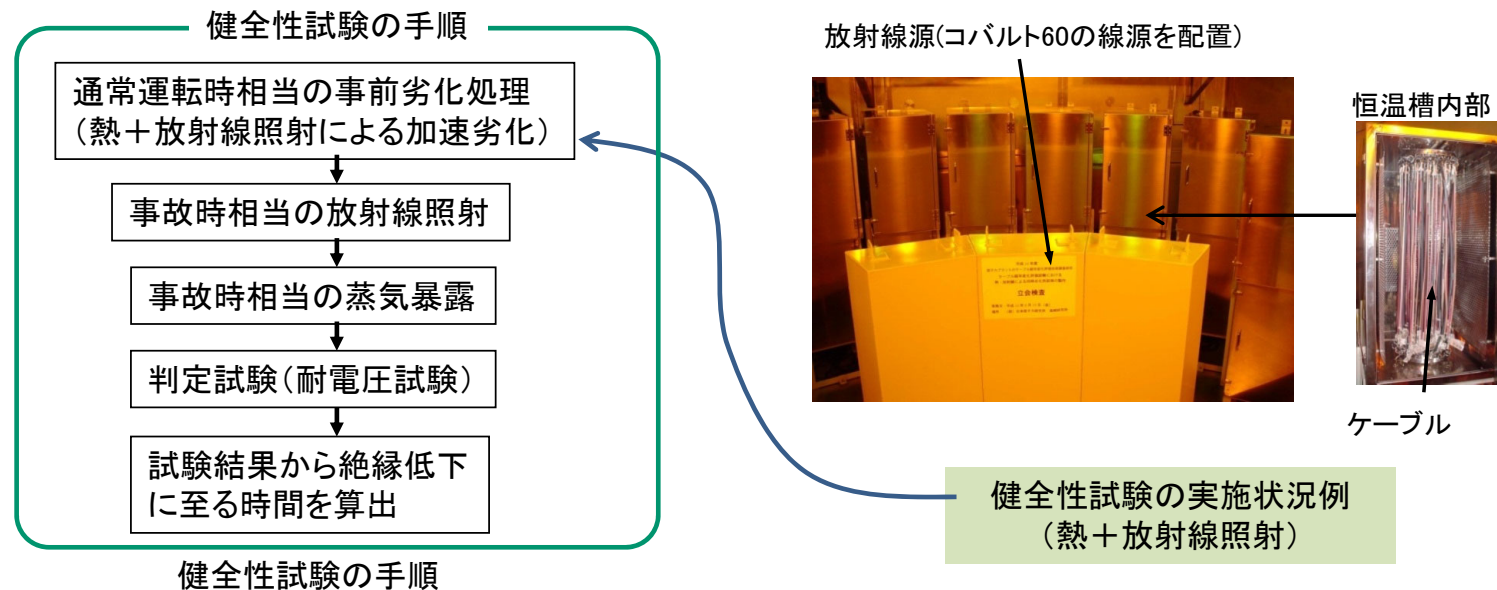 健全性試験の手順
通常運転時相当の事前劣化処理
(熱+放射線照射による加速劣化)
事故時相当の放射線照射
事故時相当の蒸気暴露
判定試験(耐電圧試験)
試験結果から絶縁低下
に至る時間を算出
健全性試験の手順
放射線源(コバルト60の線源を配置)
恒温槽内部
立会検査
ケーブル
健全性試験の実施状況例
(熱+放射線照射)